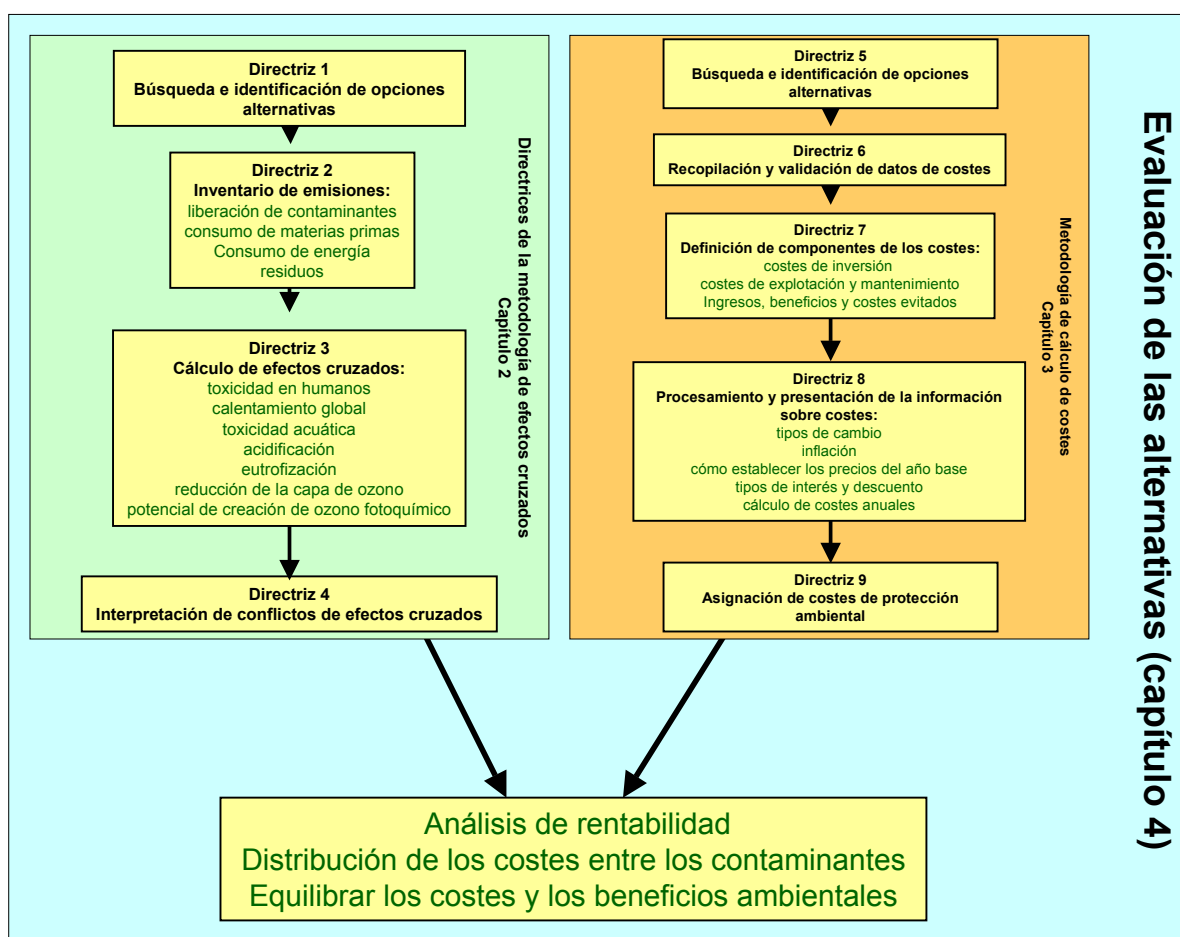 Directriz 1
Búsqueda e identificación de opciones
alternativas
Directriz 2
Inventario de emisiones:
liberación de contaminantes
consumo de materias primas
Consumo de energía
residuos
Directriz 3
Cálculo de efectos cruzados:
toxicidad en humanos
calentamiento global
toxicidad acuática
acidificación
eutrofización
reducción de la capa de ozono
potencial de creación de ozono fotoquímico
Directriz 4
Interpretación de conflictos de efectos cruzados
Directrices de la metodología de efectos cruzados
Capítulo 2
Directriz 5
Búsqueda e identificación de opciones
alternativas
Directriz 6
Recopilación y validación de datos de costes
Directriz 7
Definición de componentes de los costes:
costes de inversión
costes de explotación y mantenimiento
Ingresos, beneficios y costes evitados
Directriz 8
Procesamiento y presentación de la información
sobre costes:
tipos de cambio
inflación
cómo establecer los precios del año base
tipos de interés y descuento
cálculo de costes anuales
Directriz 9
Asignación de costes de protección
ambiental
Metodología de cálculo de costes
Capítulo 3
Evaluación de las alternativas (capítulo 4)
Análisis de rentabilidad
Distribución de los costes entre los contaminantes
Equilibrar los costes y los beneficios ambientales